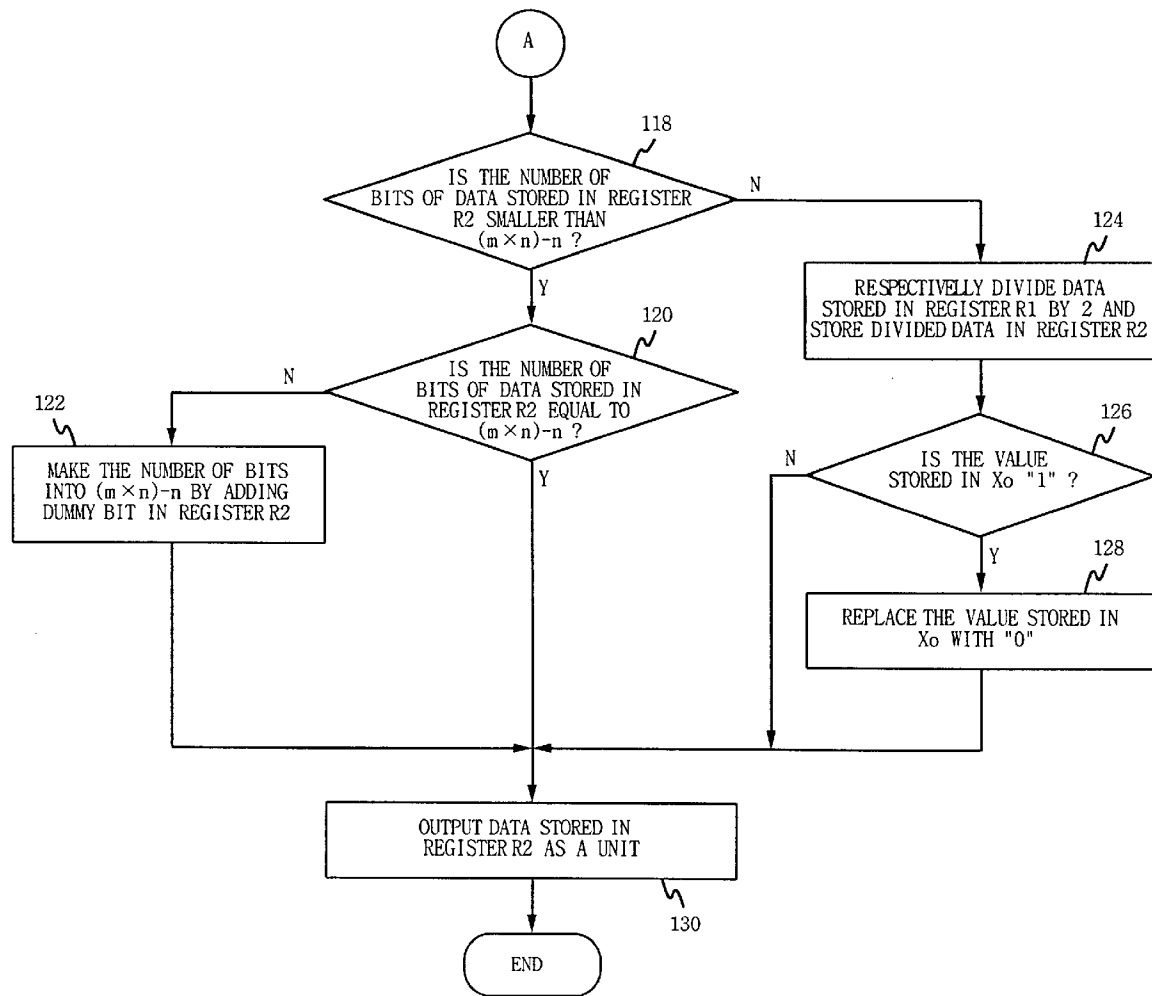 A
118
IS THE NUMBER OF
BITS OF DATA STORED IN REGISTER
R2 SMALLER THAN
(m×n)-n ?
N
Y
124
RESPECTIVELLY DIVIDE DATA
STORED IN REGISTER R1 BY 2 AND
STORE DIVIDED DATA IN REGISTER R2
120
IS THE NUMBER OF
BITS OF DATA STORED IN
REGISTER R2 EQUAL TO
(m×n)-n ?
N
Y
122
MAKE THE NUMBER OF BITS
INTO (m×n)-n BY ADDING
DUMMY BIT IN REGISTER R2
126
IS THE VALUE
STORED IN Xo "1" ?
N
Y
128
REPLACE THE VALUE STORED IN
Xo WITH "0"
OUTPUT DATA STORED IN
REGISTER R2 AS A UNIT
130
END